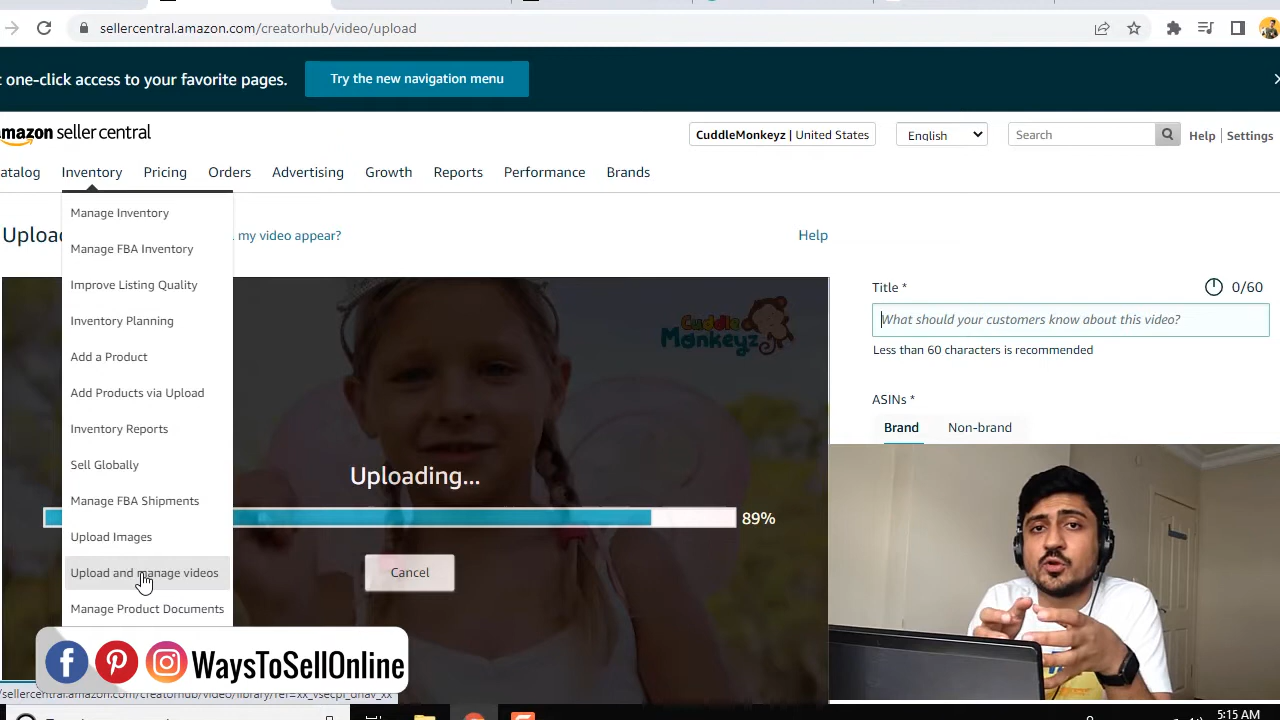 sellercentral.amazon.com/creatorhub/video/upload
one-click access to your favorite pages.
Try the new navigation menu
amazon seller central
CuddleMonkeyz | United States
English
Search
Help | Settings
Inventory
Pricing
Orders
Advertising
Growth
Reports
Performance
Brands
Manage Inventory
Manage FBA Inventory
Improve Listing Quality
Inventory Planning
Add a Product
Add Products via Upload
Inventory Reports
Sell Globally
Manage FBA Shipments
Upload Images
Upload and manage videos
Manage Product Documents
my video appear?
Help
Cuddle
Monkeyz
Uploading...
89%
Cancel
Title *
0/60
What should your customers know about this video?
Less than 60 characters is recommended
ASINs *
Brand
Non-brand
WaysToSellOnline
5:15 AM